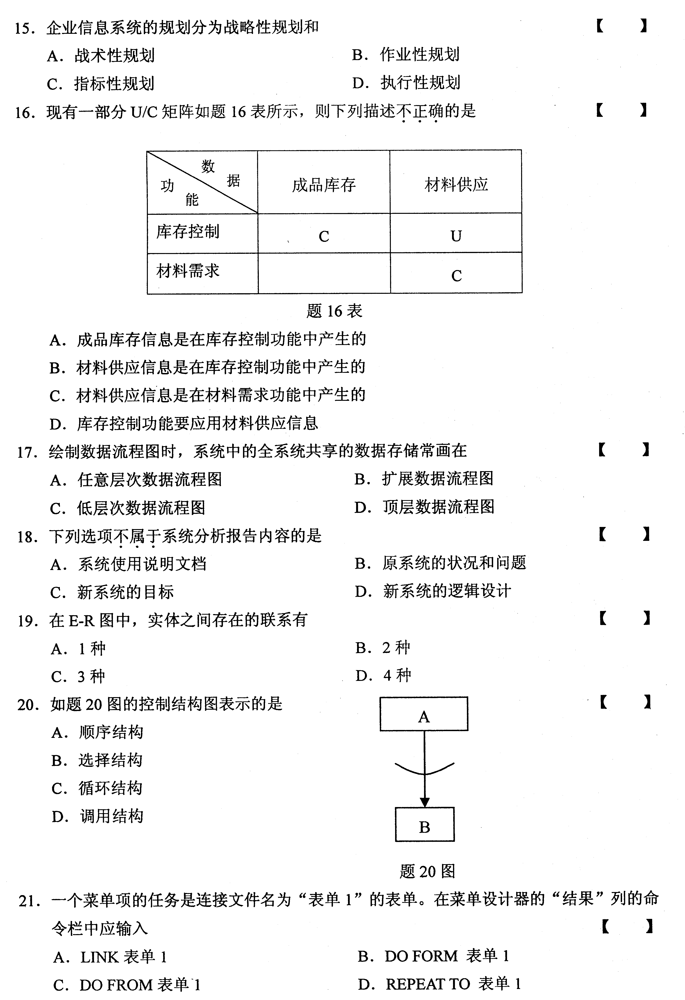 15．企业信息系统的规划分为战略性规划和 【 】
A．战术性规划 B．作业性规划
C．指标性规划 D．执行性规划
16．现有一部分 U/C 矩阵如题 16 表所示，则下列描述不正确的是 【 】
数据 功能 成品库存 材料供应
库存控制 C U
材料需求 C
题 16 表
A．成品库存信息是在库存控制功能中产生的
B．材料供应信息是在库存控制功能中产生的
C．材料供应信息是在材料需求功能中产生的
D．库存控制功能要应用材料供应信息
17．绘制数据流程图时，系统中的全系统共享的数据存储常画在 【 】
A．任意层次数据流程图 B．扩展数据流程图
C．低层次数据流程图 D．顶层数据流程图
18．下列选项不属于系统分析报告内容的是 【 】
A．系统使用说明文档 B．原系统的状况和问题
C．新系统的目标 D．新系统的逻辑设计
19．在 E-R 图中，实体之间存在的联系有 【 】
A．1 种 B．2 种
C．3 种 D．4 种
20．如题 20 图的控制结构图表示的是 【 】
A．顺序结构
B．选择结构
C．循环结构
D．调用结构
A
B
题 20 图
21．一个菜单项的任务是连接文件名为“表单 1”的表单。在菜单设计器的“结果”列的命
令栏中应输入 【 】
A．LINK 表单 1 B．DO FORM 表单 1
C．DO FROM 表单 1 D．REPEAT TO 表单 1